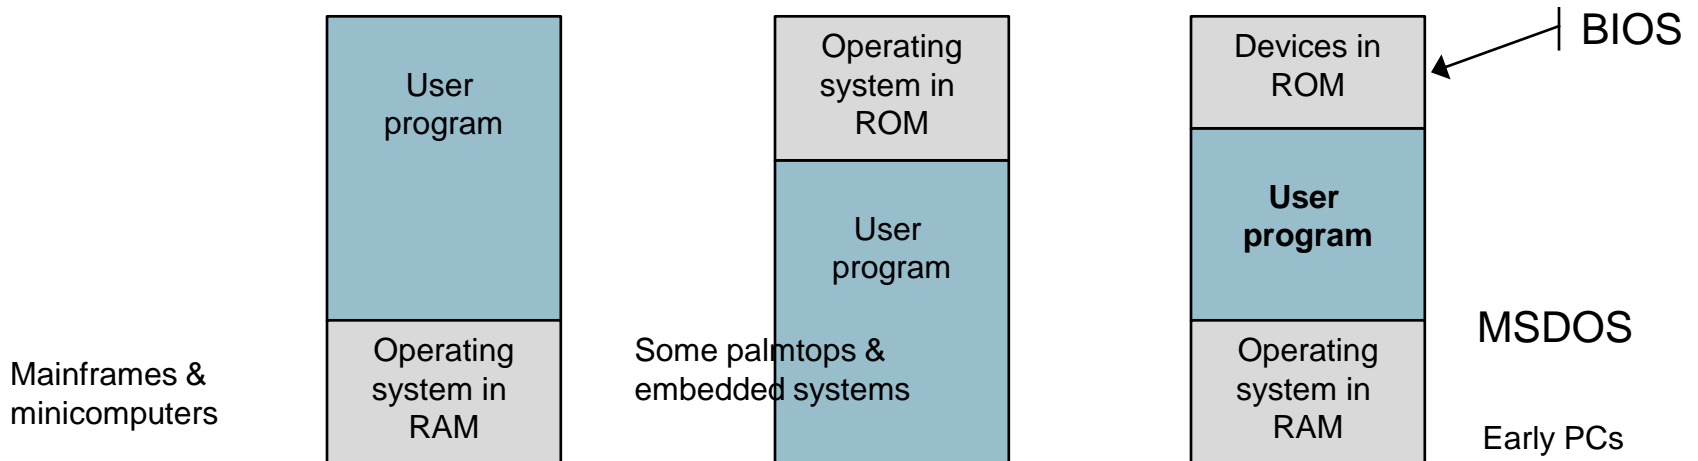 User
program
Operating
system in
RAM
Mainframes &
minicomputers
Operating
system in
ROM
User
program
Some palmtops &
embedded systems
Devices in
ROM
BIOS
User
program
Operating
system in
RAM
MSDOS
Early PCs